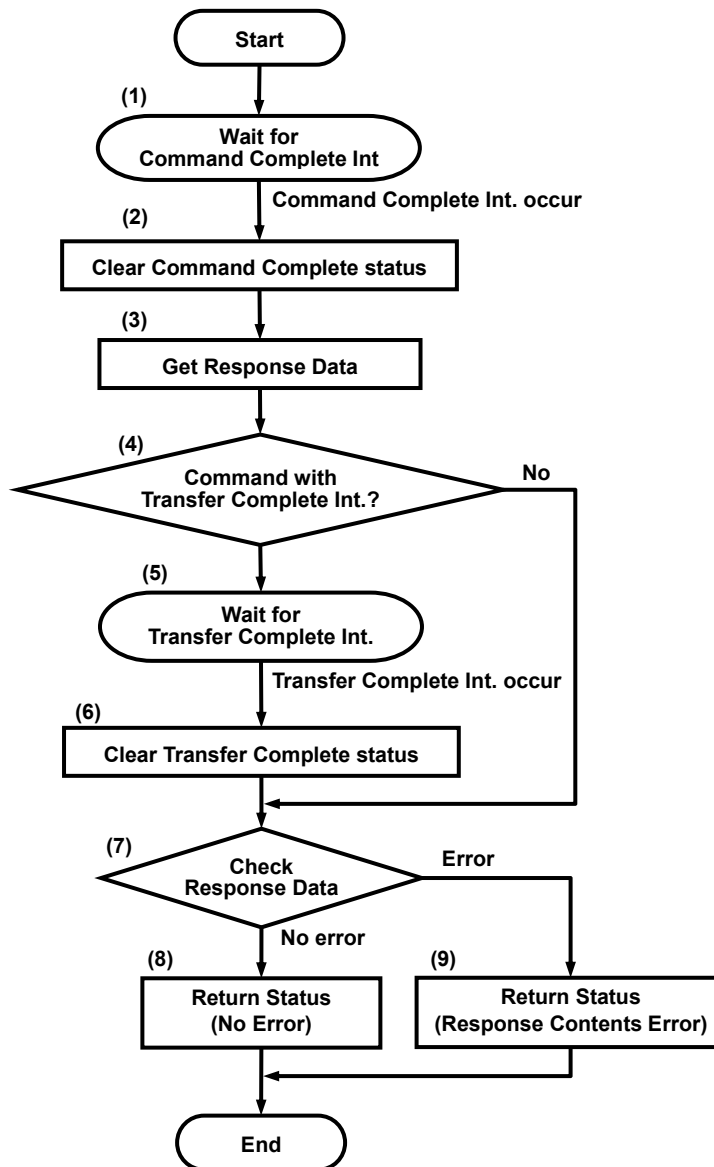 Start
(1)
Wait for
Command Complete Int
Command Complete Int. occur
(2)
Clear Command Complete status
(3)
Get Response Data
(4)
Command with
Transfer Complete Int.?
No
(5)
Wait for
Transfer Complete Int.
Transfer Complete Int. occur
(6)
Clear Transfer Complete status
(7)
Check
Response Data
Error
No error
(8)
Return Status
(No Error)
(9)
Return Status
(Response Contents Error)
End